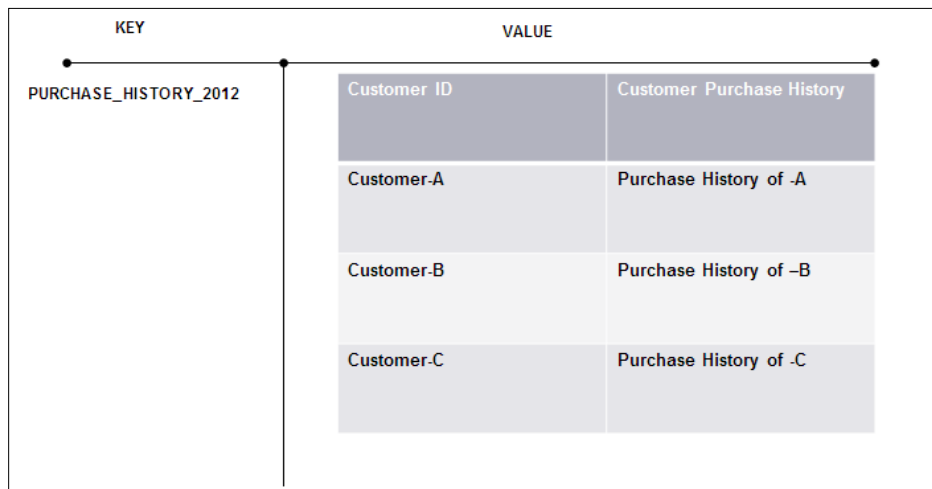 KEY
VALUE
PURCHASE_HISTORY_2012
Customer ID
Customer Purchase History
Customer-A
Purchase History of -A
Customer-B
Purchase History of –B
Customer-C
Purchase History of -C